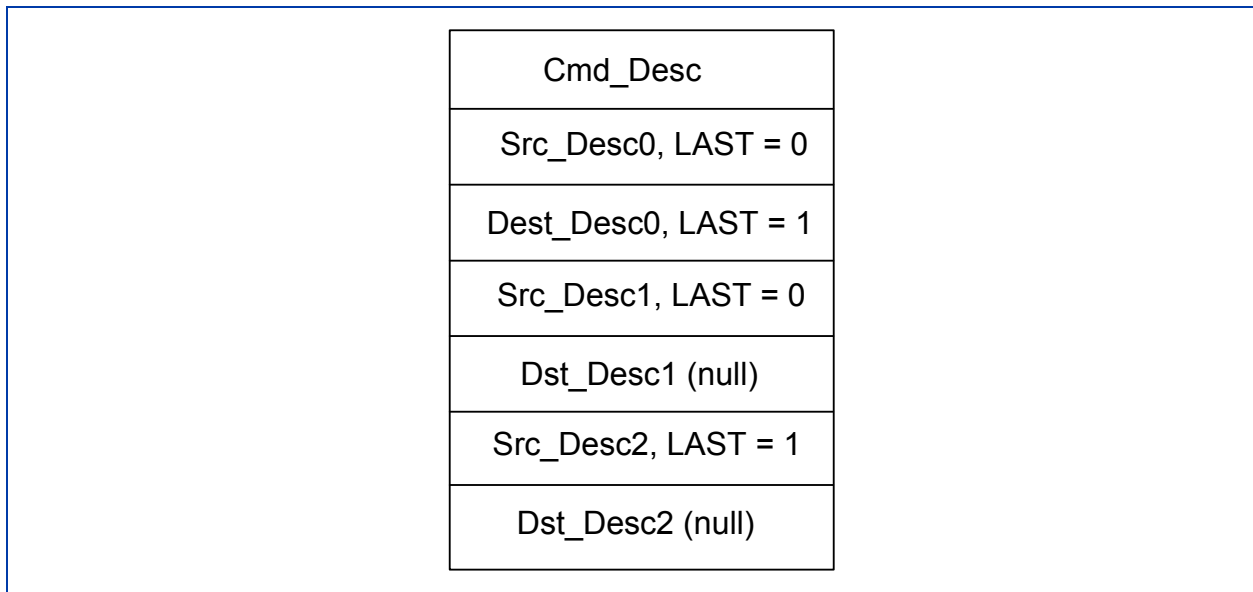 Cmd_Desc
Src_Desc0, LAST = 0
Dest_Desc0, LAST = 1
Src_Desc1, LAST = 0
Dst_Desc1 (null)
Src_Desc2, LAST = 1
Dst_Desc2 (null)